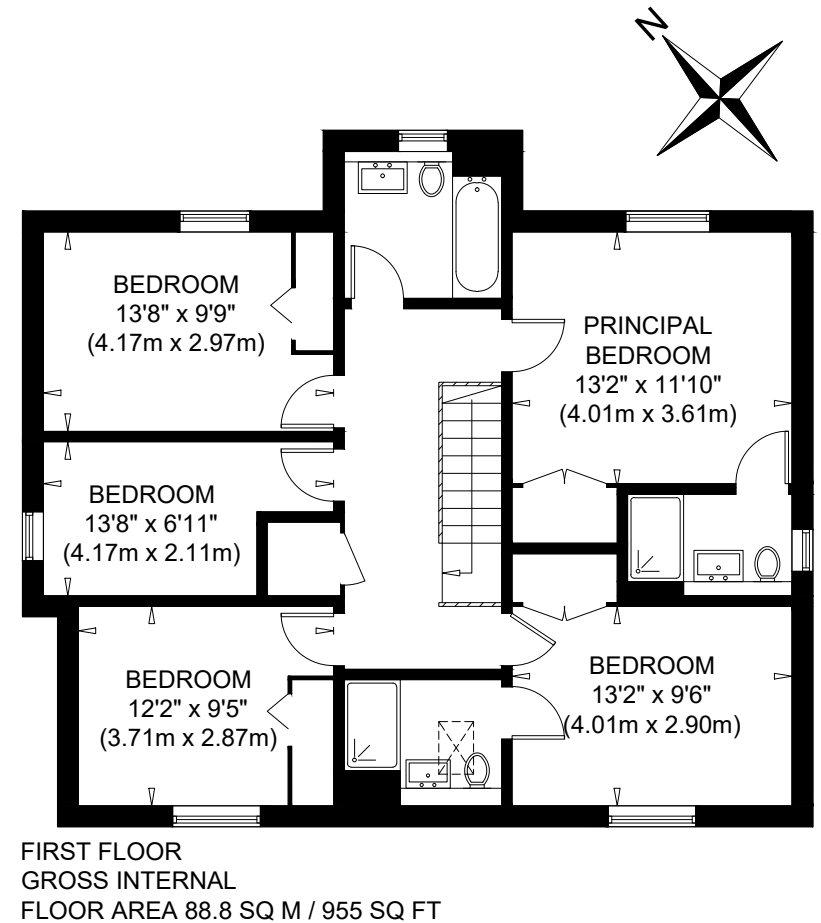 N
BEDROOM
13'8" x 9'9"
(4.17m x 2.97m)
PRINCIPAL
BEDROOM
13'2" x 11'10"
(4.01m x 3.61m)
BEDROOM
13'8" x 6'11"
(4.17m x 2.11m)
BEDROOM
12'2" x 9'5"
(3.71m x 2.87m)
BEDROOM
13'2" x 9'6"
(4.01m x 2.90m)
FIRST FLOOR
GROSS INTERNAL
FLOOR AREA 88.8 SQ M / 955 SQ FT